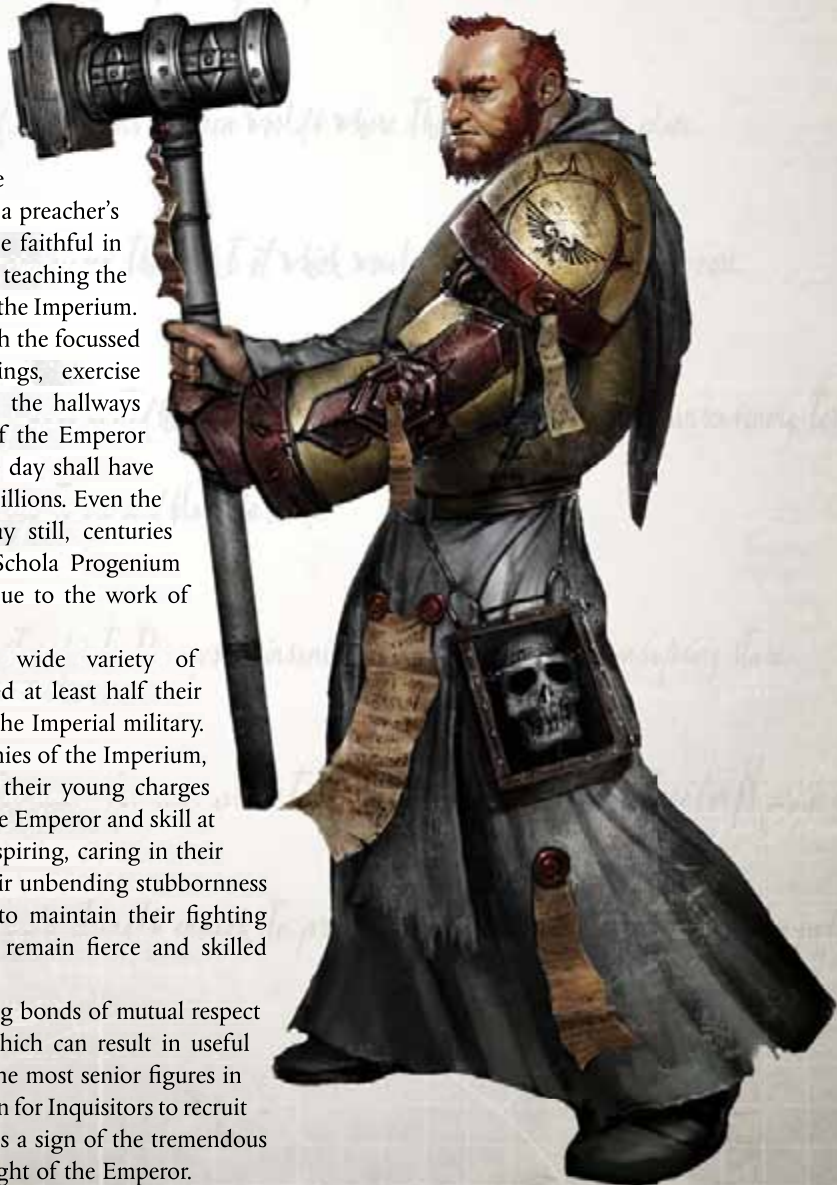 a preacher's
e faithful in
teaching the
the Imperium.
h the focussed
ings, exercise
the hallways
f the Emperor
day shall have
illions. Even the
ay still, centuries
Schola Progenium
ue to the work of
wide variety of
ed at least half their
he Imperial military.
nies of the Imperium,
their young charges
e Emperor and skill at
spiring, caring in their
ir unbending stubbornness
to maintain their fighting
remain fierce and skilled
g bonds of mutual respect
hich can result in useful
he most senior figures in
n for Inquisitors to recruit
s a sign of the tremendous
ght of the Emperor.